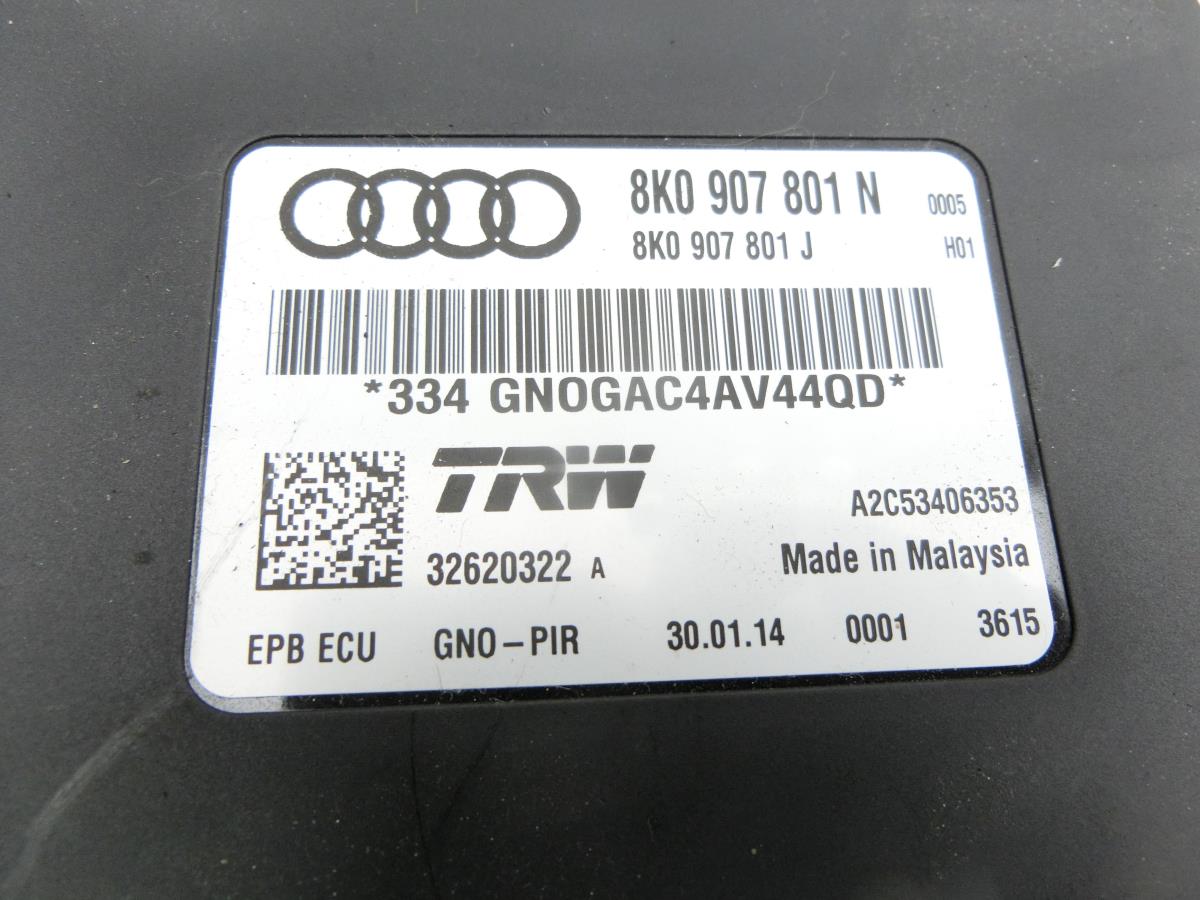 8K0 907 801 N 0005
8K0 907 801 J H01
*334 GNOGAC4AV44QD*
TRW
A2C53406353
32620322 A
Made in Malaysia
EPB ECU GNO-PIR 30.01.14 0001 3615